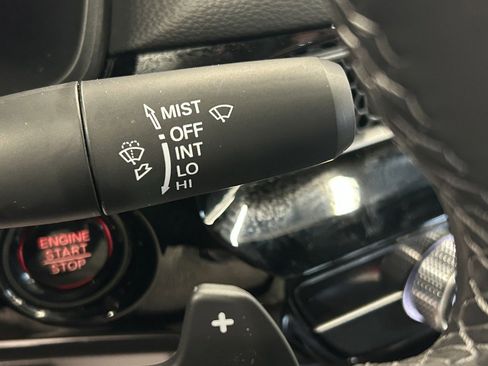 MIST
OFF
INT
LO
HI
ENGINE
START
STOP
+